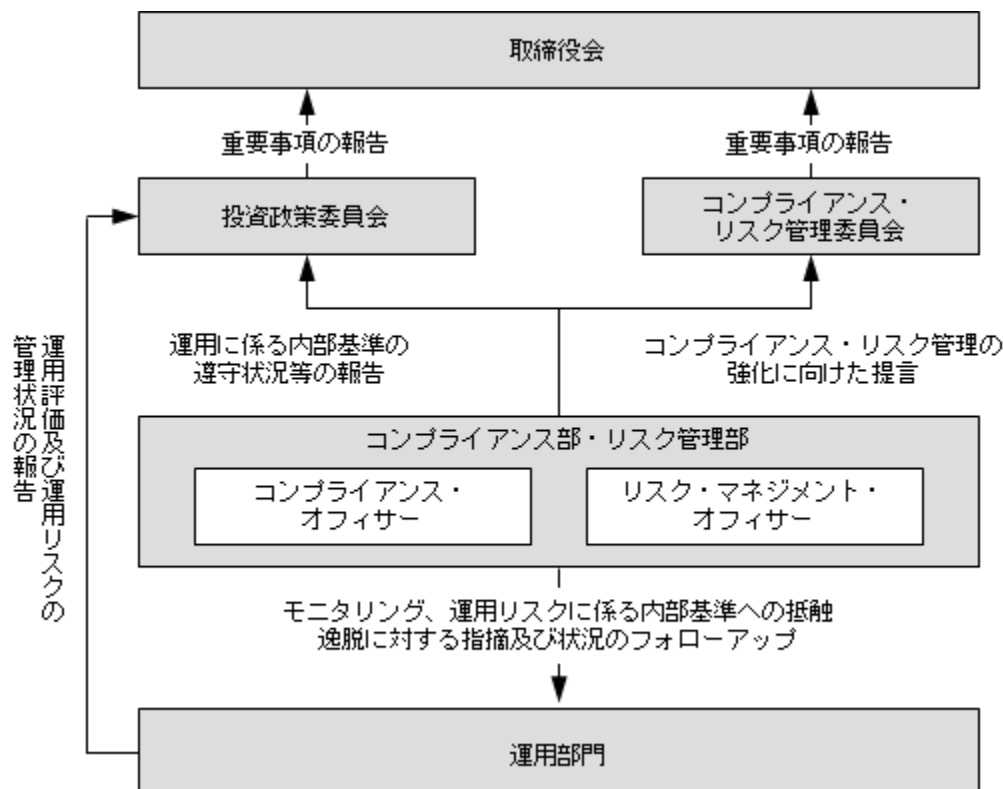 取締役会
重要事項の報告
重要事項の報告
投資政策委員会
コンプライアンス・
リスク管理委員会
運用に係る内部基準の
遵守状況等の報告
コンプライアンス・リスク管理の
強化に向けた提言
運用評価及び運用リスクの
管理状況の報告
コンプライアンス部・リスク管理部
コンプライアンス・
オフィサー
リスク・マネジメント・
オフィサー
モニタリング、運用リスクに係る内部基準への抵触
逸脱に対する指摘及び状況のフォローアップ
運用部門